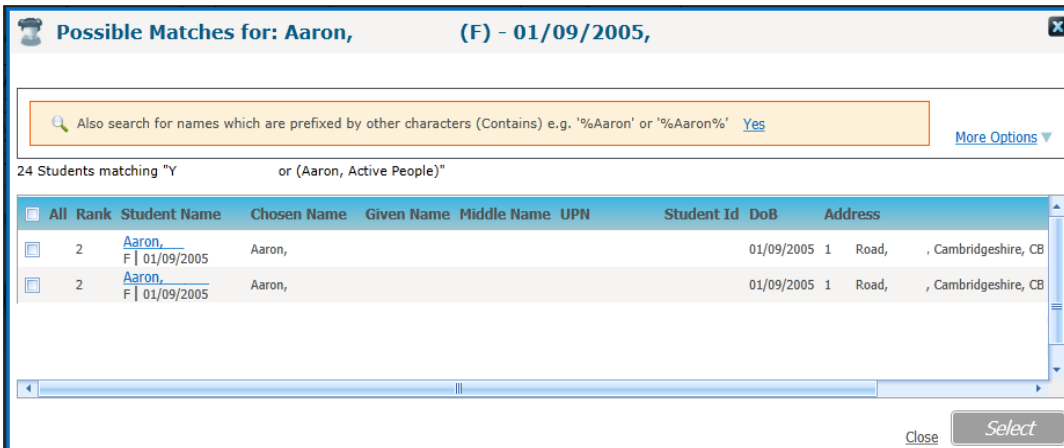 Possible Matches for: Aaron, (F) - 01/09/2005,
Also search for names which are prefixed by other characters (Contains) e.g. '%Aaron' or '%Aaron%' Yes
More Options
24 Students matching "Y or (Aaron, Active People)"
All Rank Student Name Chosen Name Given Name Middle Name UPN Student Id DoB Address
2 Aaron, Aaron, 01/09/2005 1 Road, , Cambridgeshire, CB
F | 01/09/2005
2 Aaron, Aaron, 01/09/2005 1 Road, , Cambridgeshire, CB
F | 01/09/2005
Close Select